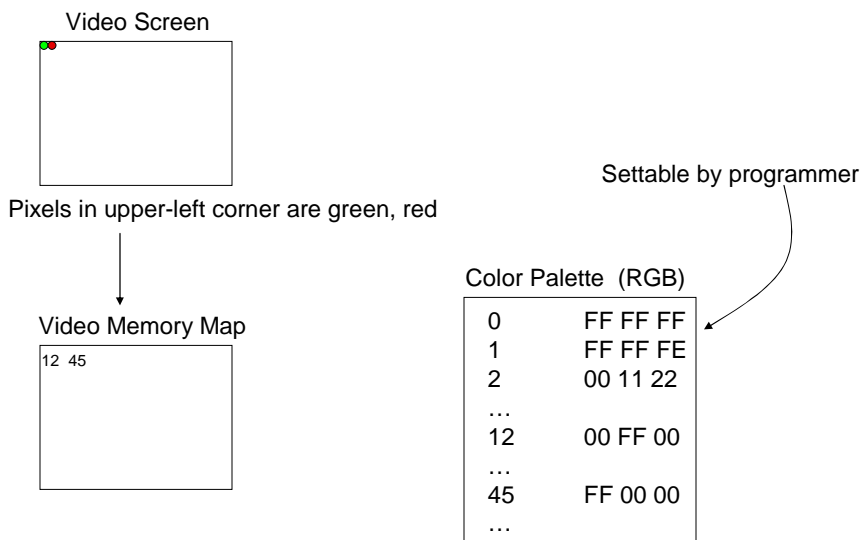 Video Screen
Pixels in upper-left corner are green, red
Video Memory Map
12 45
Settable by programmer
Color Palette (RGB)
0 FF FF FF
1 FF FF FE
2 00 11 22
…
12 00 FF 00
…
45 FF 00 00
…